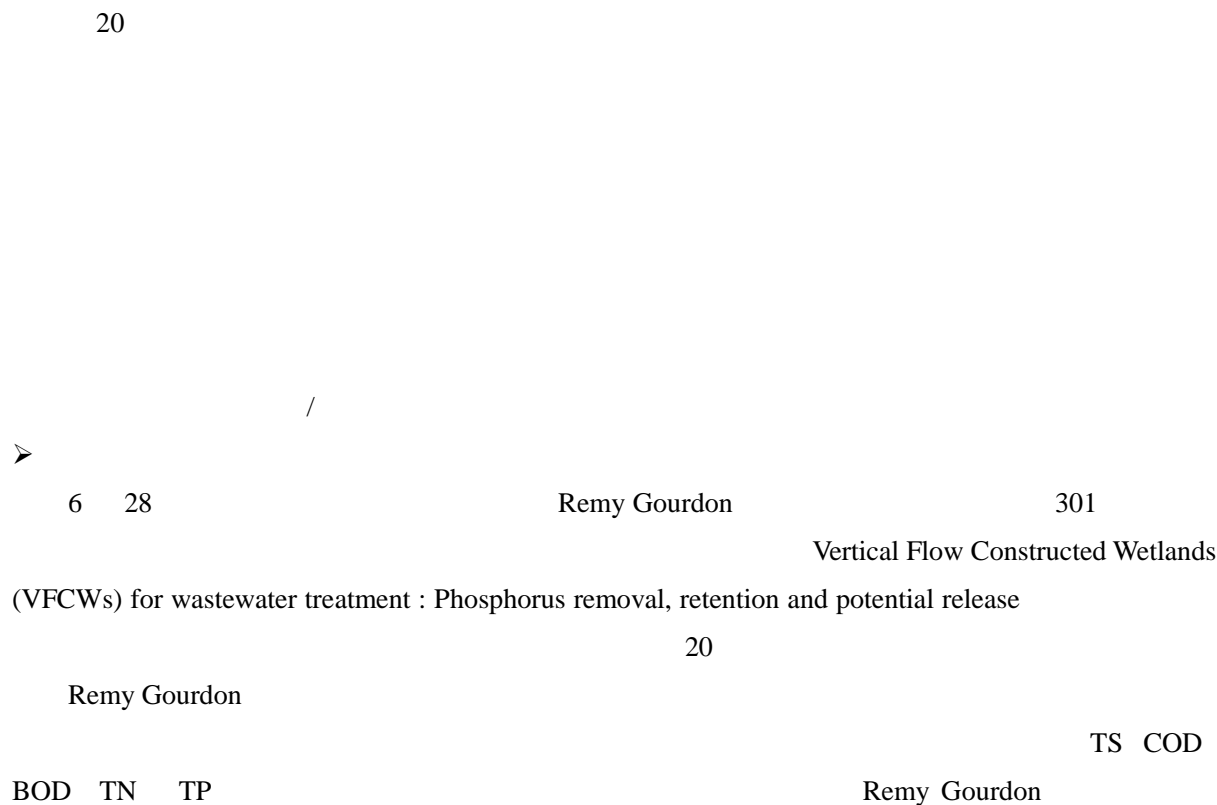 20
/
➢
6 28 Remy Gourdon 301
Vertical Flow Constructed Wetlands
(VFCWs) for wastewater treatment : Phosphorus removal, retention and potential release
20
Remy Gourdon
TS COD
BOD TN TP Remy Gourdon